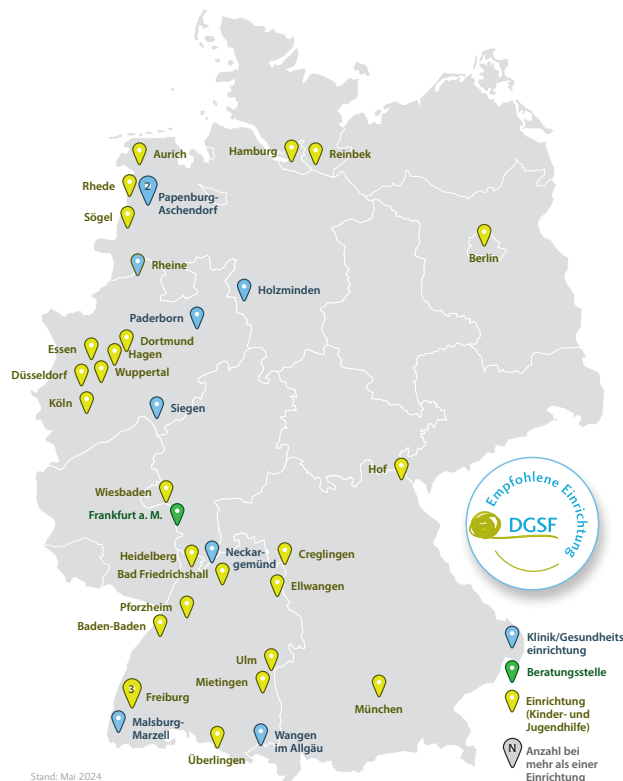 Aurich
Hamburg
Reinbek
Rhede
2
Papenburg-
Aschendorf
Sögel
Berlin
Rheine
Holzminden
Paderborn
Dortmund
Essen
Hagen
Düsseldorf
Wuppertal
Köln
Siegen
Hof
Empfohlene Einrichtung
DGSF
Wiesbaden
Frankfurt a. M.
Heidelberg
Neckar-
gemünd
Creglingen
Bad Friedrichshall
Ellwangen
Pforzheim
Baden-Baden
Klinik/Gesundheits
einrichtung
Ulm
Beratungsstelle
Mietingen
3
Freiburg
München
Einrichtung
(Kinder- und
Jugendhilfe)
Malsburg-
Marzell
Wangen
im Allgäu
Überlingen
N
Anzahl bei
mehr als einer
Einrichtung
Stand: Mai 2024